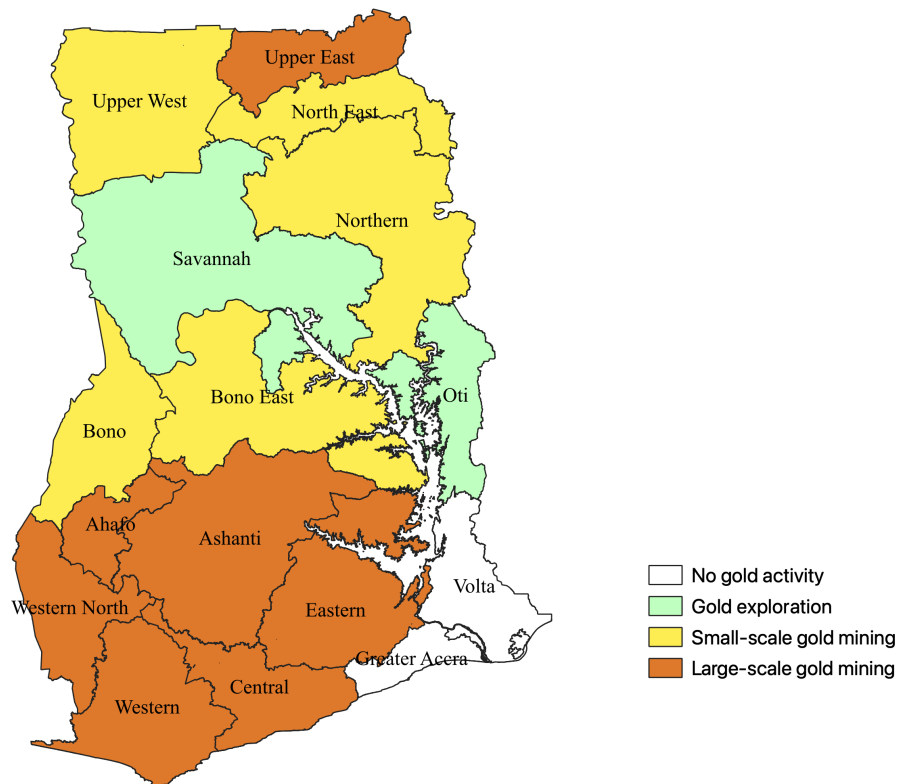 Upper East
Upper West
North East
Northern
Savannah
Oti
Bono East
Bono
Ahafo
Ashanti
Volta
Western North
Eastern
Greater Accra
Central
Western
No gold activity
Gold exploration
Small-scale gold mining
Large-scale gold mining